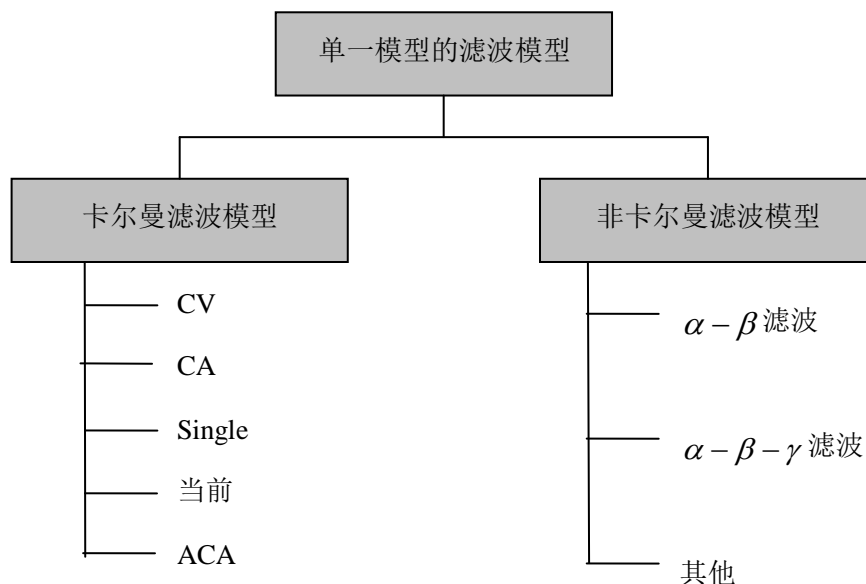 单一模型的滤波模型
卡尔曼滤波模型
非卡尔曼滤波模型
CV
CA
Single
当前
ACA
α − β 滤波
α − β − γ 滤波
其他